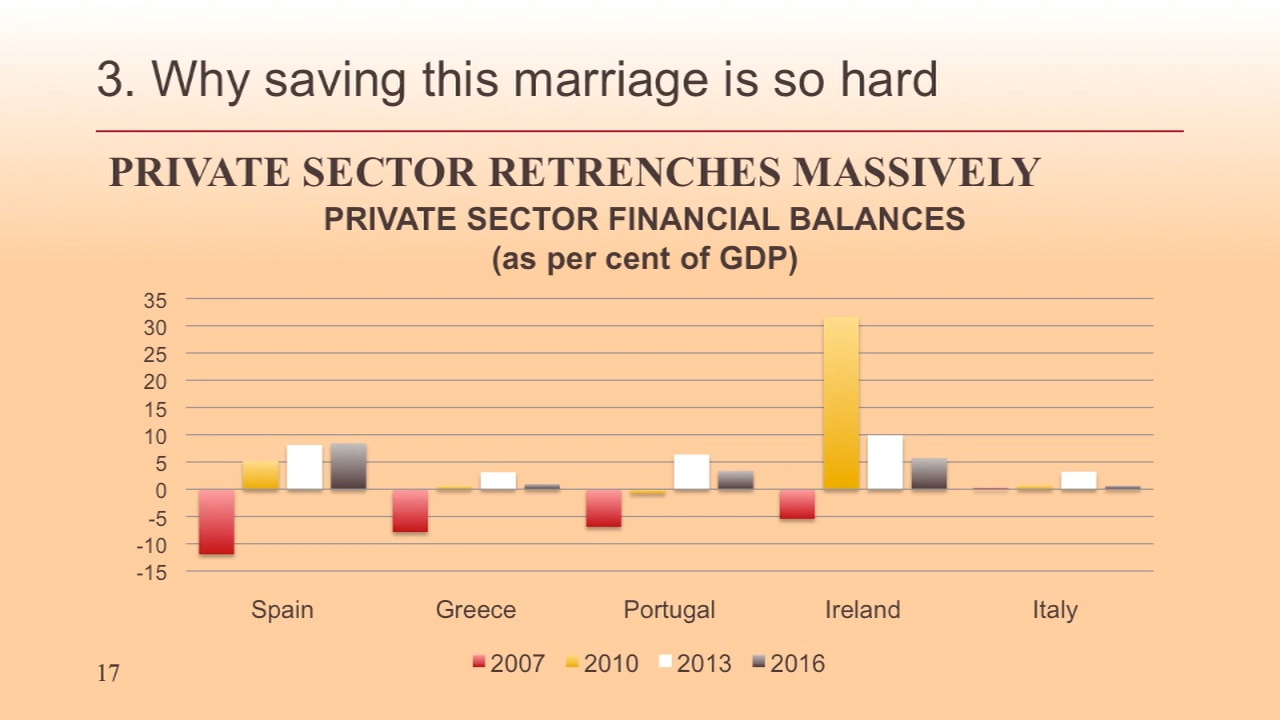 3. Why saving this marriage is so hard
PRIVATE SECTOR RETRENCHES MASSIVELY
PRIVATE SECTOR FINANCIAL BALANCES
(as per cent of GDP)
35
30
25
20
15
10
5
0
-5
-10
-15
Spain Greece Portugal Ireland Italy
2007 2010 2013 2016
17